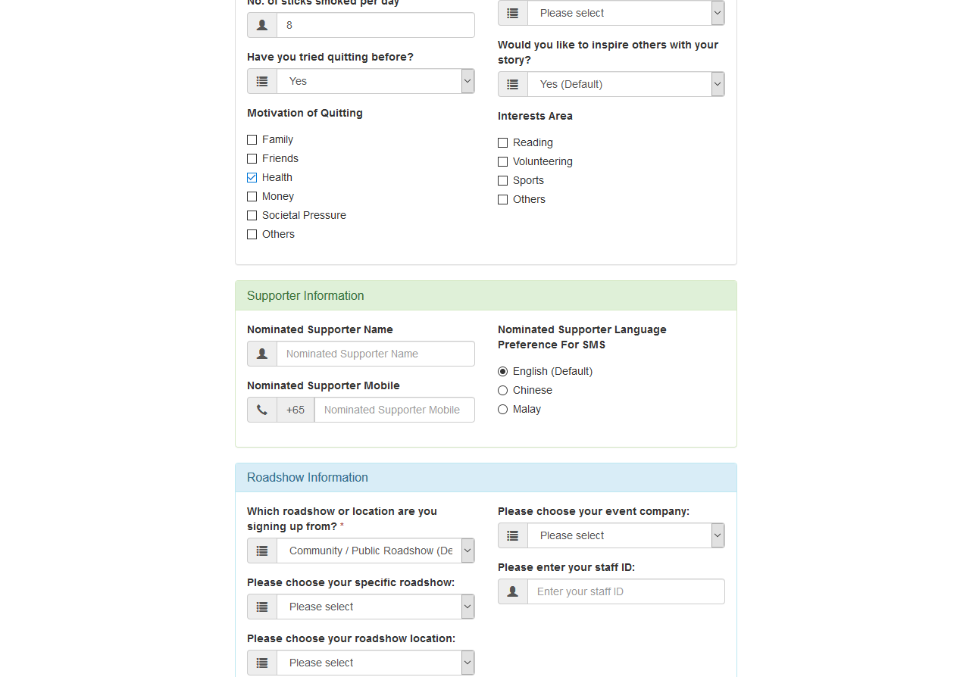 No. of sticks smoked per day
8
Have you tried quitting before?
Yes
Motivation of Quitting
Family
Friends
Health
Money
Societal Pressure
Others
Please select
Would you like to inspire others with your
story?
Yes (Default)
Interests Area
Reading
Volunteering
Sports
Others
Supporter Information
Nominated Supporter Name
Nominated Supporter Name
Nominated Supporter Mobile
+65 Nominated Supporter Mobile
Nominated Supporter Language
Preference For SMS
English (Default)
Chinese
Malay
Roadshow Information
Which roadshow or location are you
signing up from? *
Community / Public Roadshow (De
Please choose your specific roadshow:
Please select
Please choose your roadshow location:
Please select
Please choose your event company:
Please select
Please enter your staff ID:
Enter your staff ID